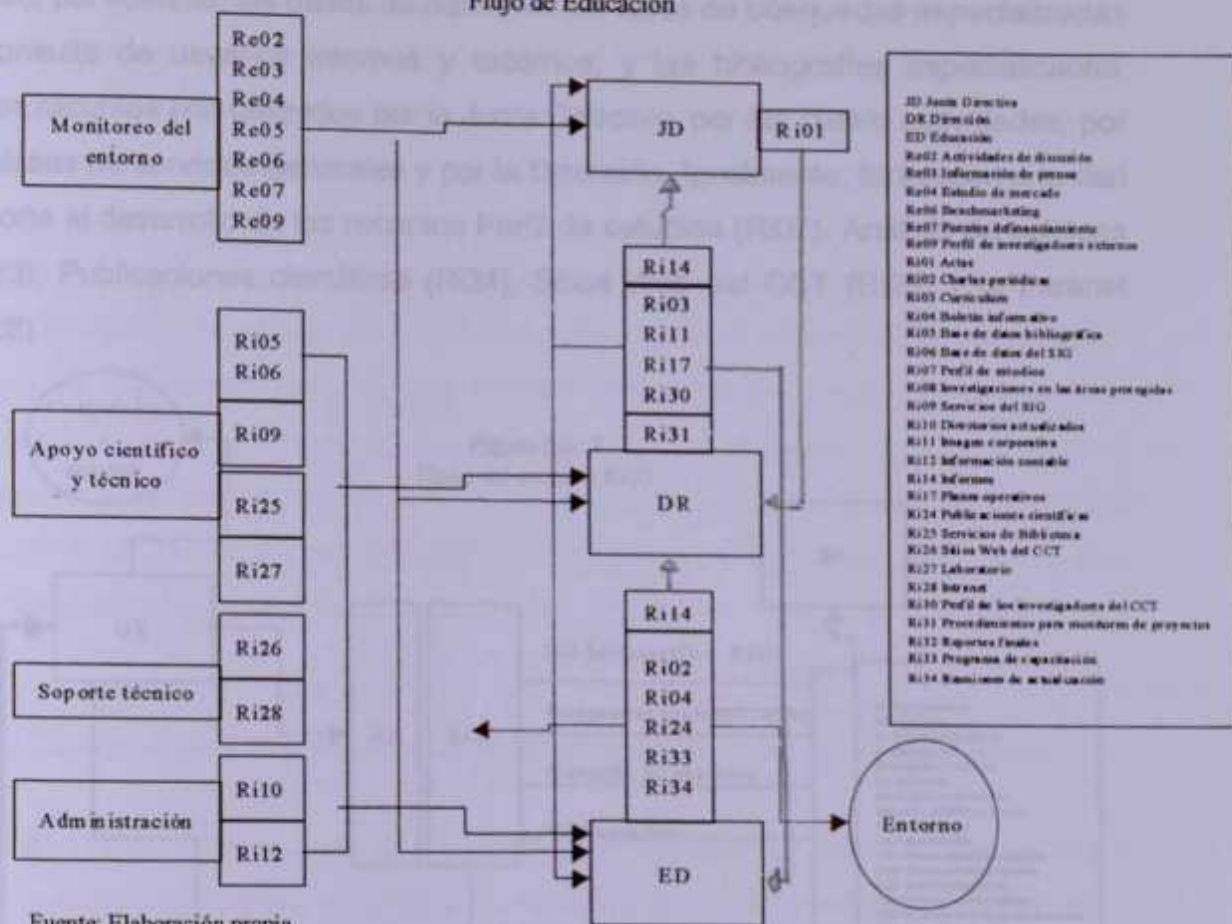 Flujo de Educación
Monitoreo del
entorno
Re02
Re03
Re04
Re05
Re06
Re07
Re09
JD
Ri01
Ri14
Ri03
Ri11
Ri17
Ri30
Ri31
Apoyo científico
y técnico
Ri05
Ri06
Ri09
Ri25
Ri27
DR
Ri14
Ri02
Ri04
Ri24
Ri33
Ri34
Soporte técnico
Ri26
Ri28
Administración
Ri10
Ri12
ED
Entorno
JD Junta Directiva
DR Dirección
ED Educación
Re02 Actividades de discusión
Re03 Información de prensa
Re04 Estudio de mercado
Re06 Benchmarketing
Re07 Fuentes definanciamiento
Re09 Perfil de investigadores externos
Ri01 Actas
Ri02 Charlas periódicas
Ri03 Curriculum
Ri04 Boletín informativo
Ri05 Base de datos bibliográfica
Ri06 Base de datos del SIG
Ri07 Perfil de estudios
Ri08 Investigaciones en las áreas protegidas
Ri09 Servicios del SIG
Ri10 Directorios actualizados
Ri11 Imagen corporativa
Ri12 Información contable
Ri14 Informes
Ri17 Planes operativos
Ri24 Publicaciones científicas
Ri25 Servicios de Biblioteca
Ri26 Sitios Web del CCT
Ri27 Laboratorio
Ri28 Intranet
Ri30 Perfil de los investigadores del CCT
Ri31 Procedimientos para monitoreo de proyectos
Ri32 Reportes finales
Ri33 Programa de capacitación
Ri34 Reuniones de actualización
Fuente: Elaboración propia